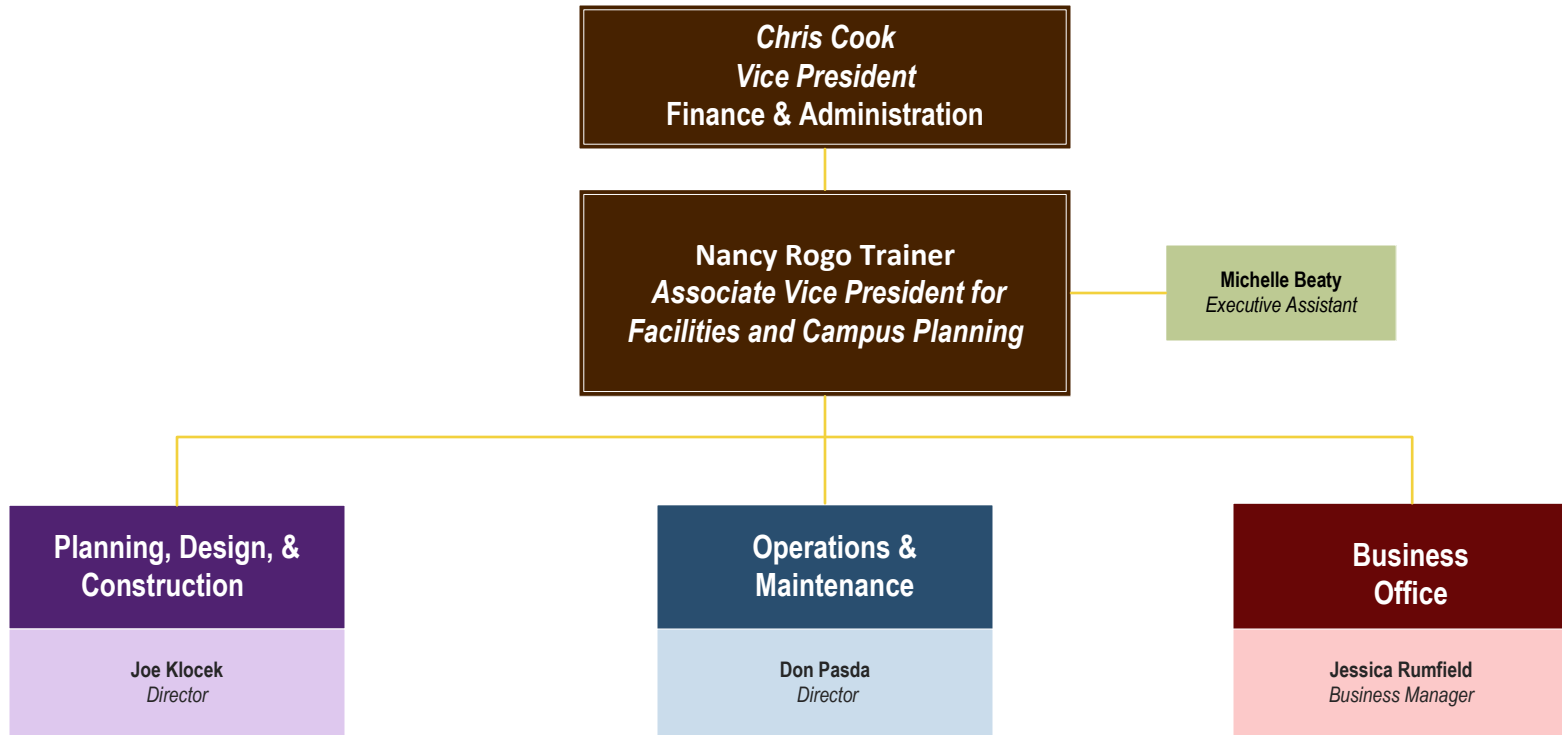 Chris Cook
Vice President
Finance & Administration
Nancy Rogo Trainer
Associate Vice President for
Facilities and Campus Planning
Michelle Beaty
Executive Assistant
Planning, Design, &
Construction
Joe Klocek
Director
Operations &
Maintenance
Don Pasda
Director
Business
Office
Jessica Rumfield
Business Manager